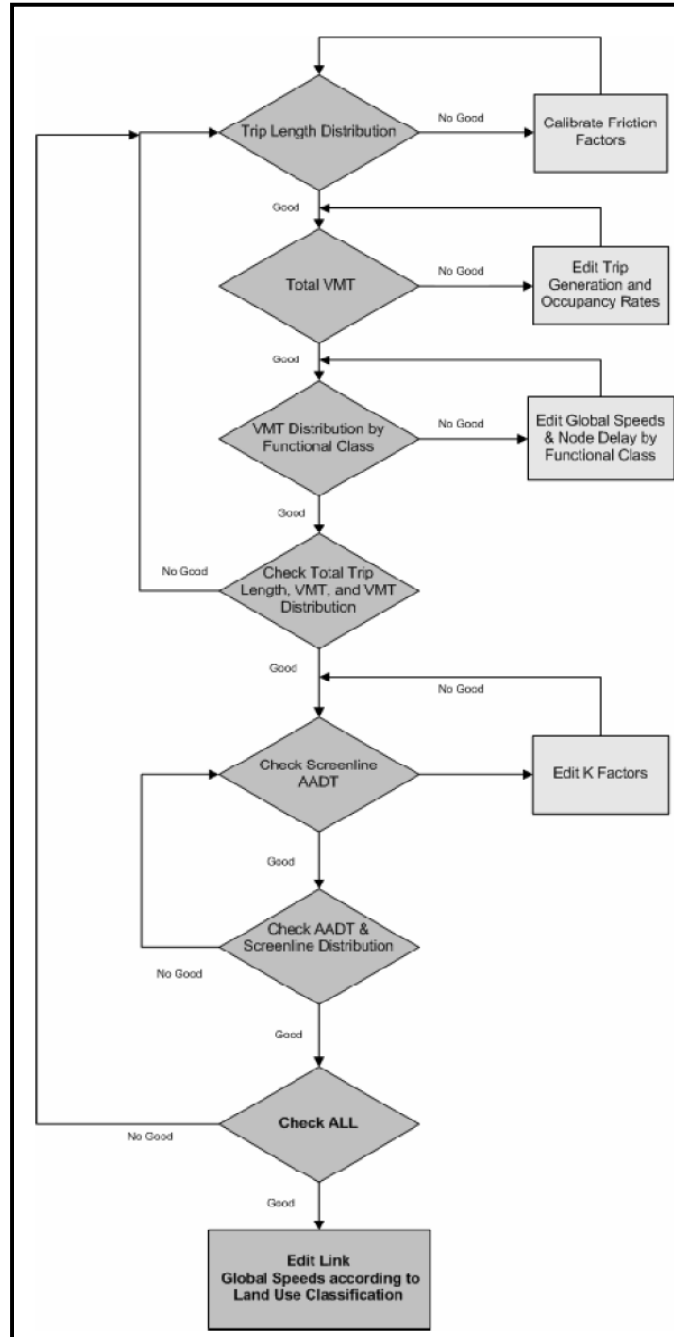 Trip Length Distribution
No Good
Calibrate Friction
Factors
Good
Total VMT
No Good
Edit Trip
Generation and
Occupancy Rates
Good
VMT Distribution by
Functional Class
No Good
Edit Global Speeds
& Node Delay by
Functional Class
Good
No Good
Check Total Trip
Length, VMT, and VMT
Distribution
Good
No Good
Check Screenline
AADT
Edit K Factors
Good
Check AADT &
Screenline Distribution
No Good
Good
Check ALL
No Good
Good
Edit Link
Global Speeds according to
Land Use Classification